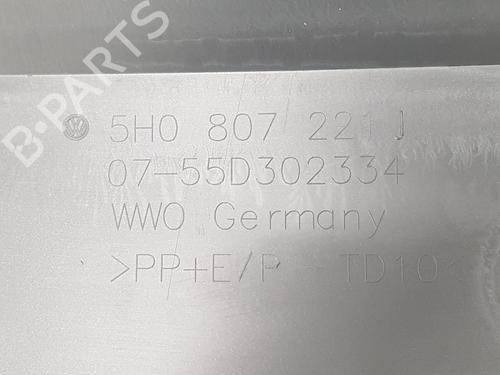 B-PARTS
5H0 807 221 J
07-55D302334
WWO Germany
>PP+E/P - TD10<